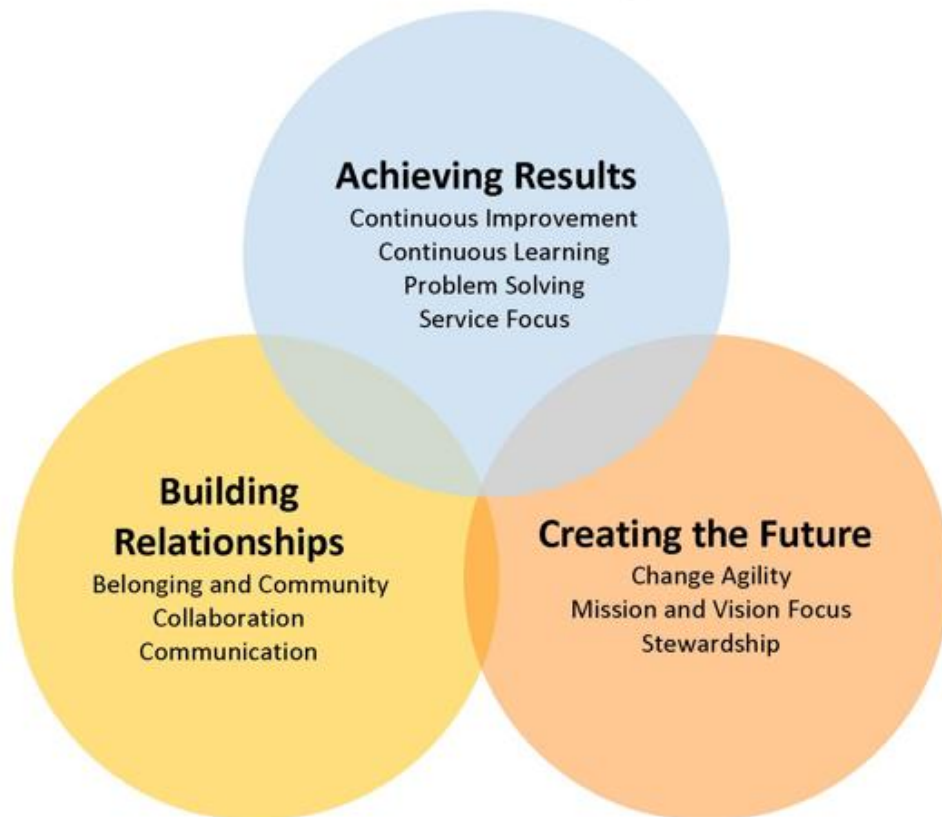 Achieving Results
Continuous Improvement
Continuous Learning
Problem Solving
Service Focus
Building
Relationships
Belonging and Community
Collaboration
Communication
Creating the Future
Change Agility
Mission and Vision Focus
Stewardship